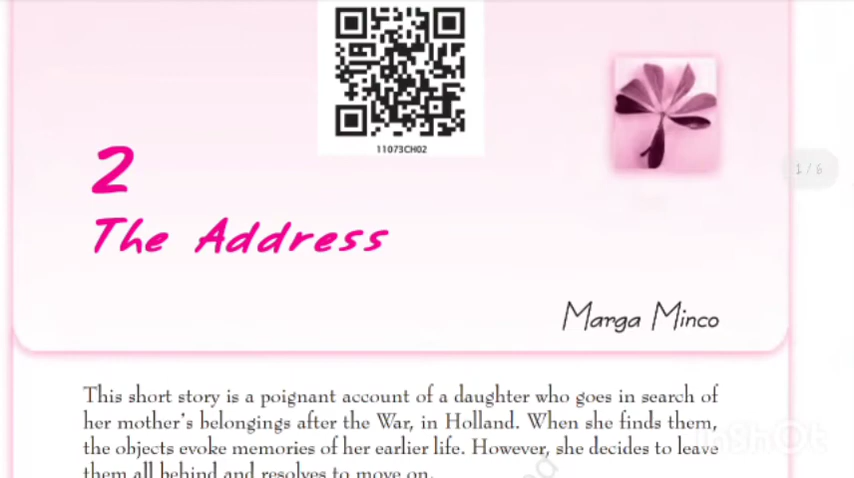 11073CH02
1 / 6
2
The Address
Marga Minco
This short story is a poignant account of a daughter who goes in search of
her mother's belongings after the War, in Holland. When she finds them,
the objects evoke memories of her earlier life. However, she decides to leave
them all behind and resolves to move on.
InShOt